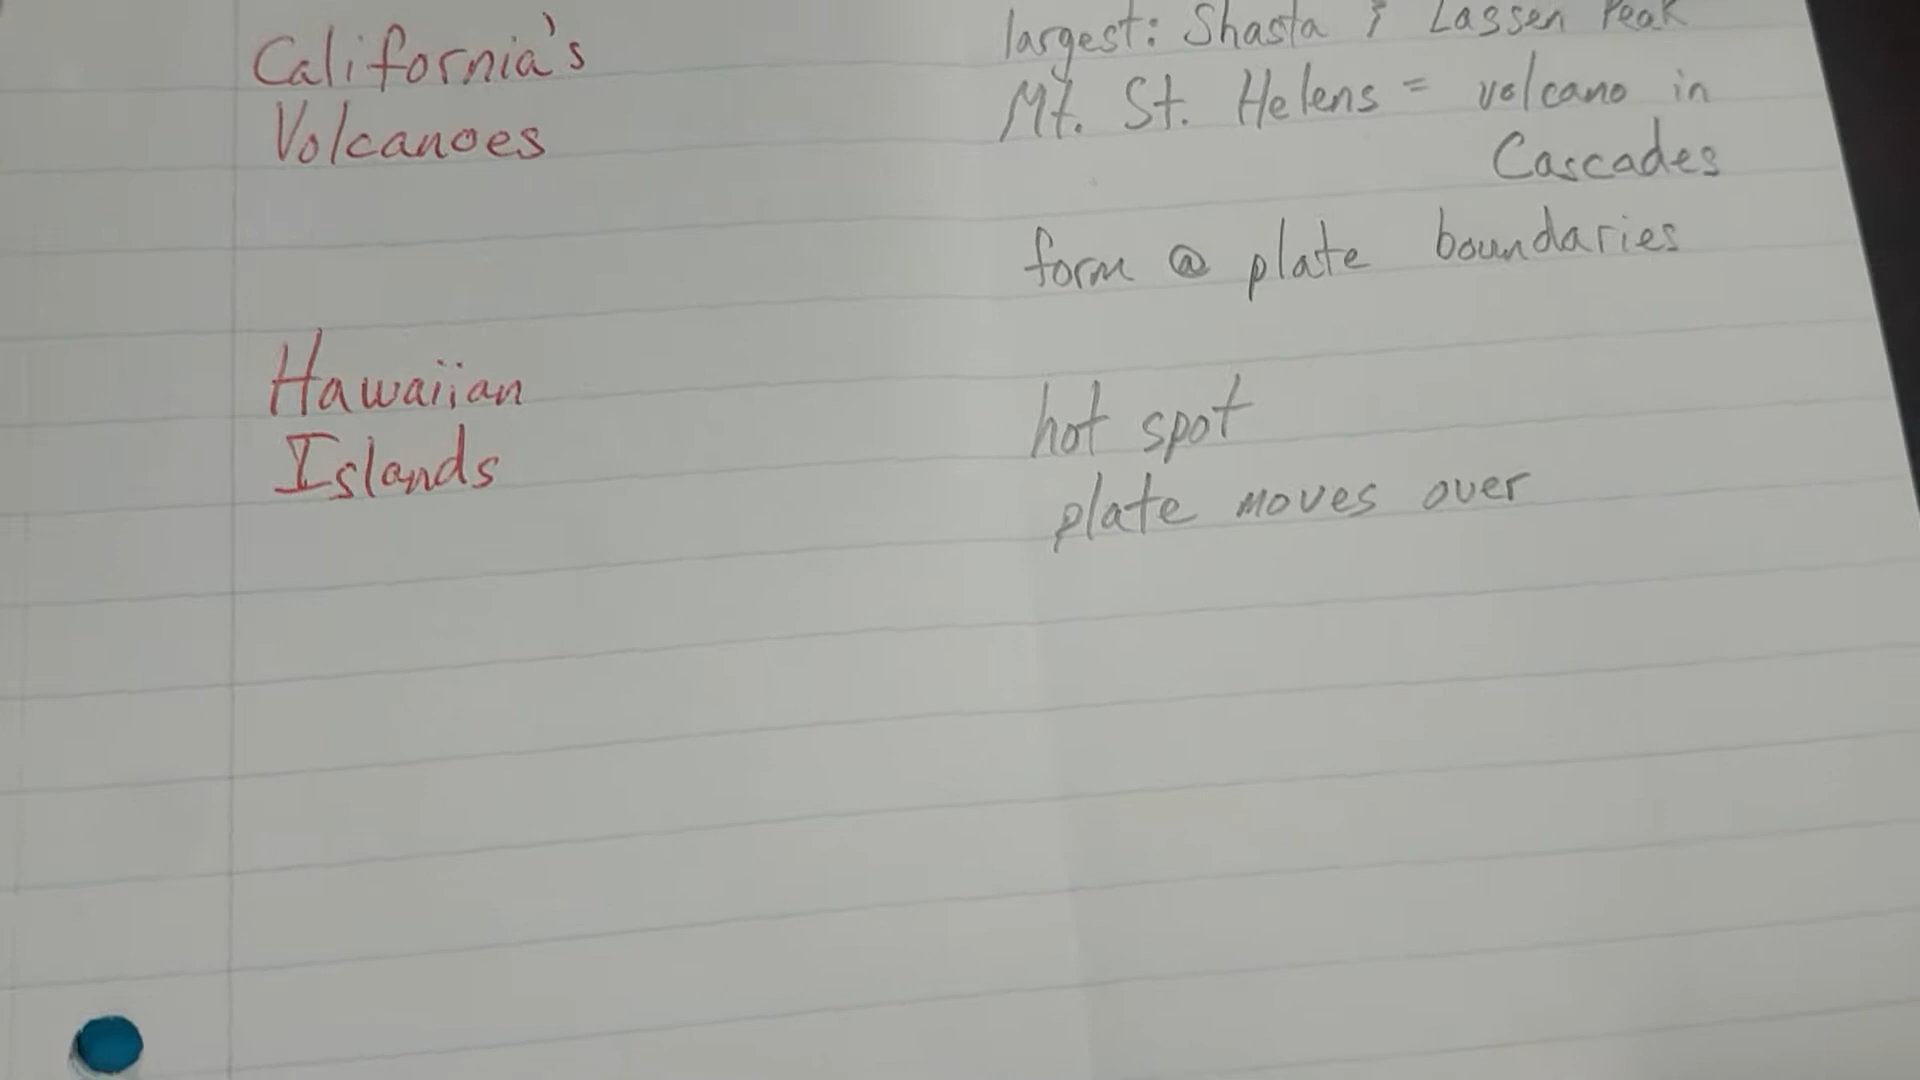 California's
Volcanoes
largest: Shasta & Lassen Peak
Mt. St. Helens = volcano in
Cascades
form @ plate boundaries
Hawaiian
Islands
hot spot
plate moves over